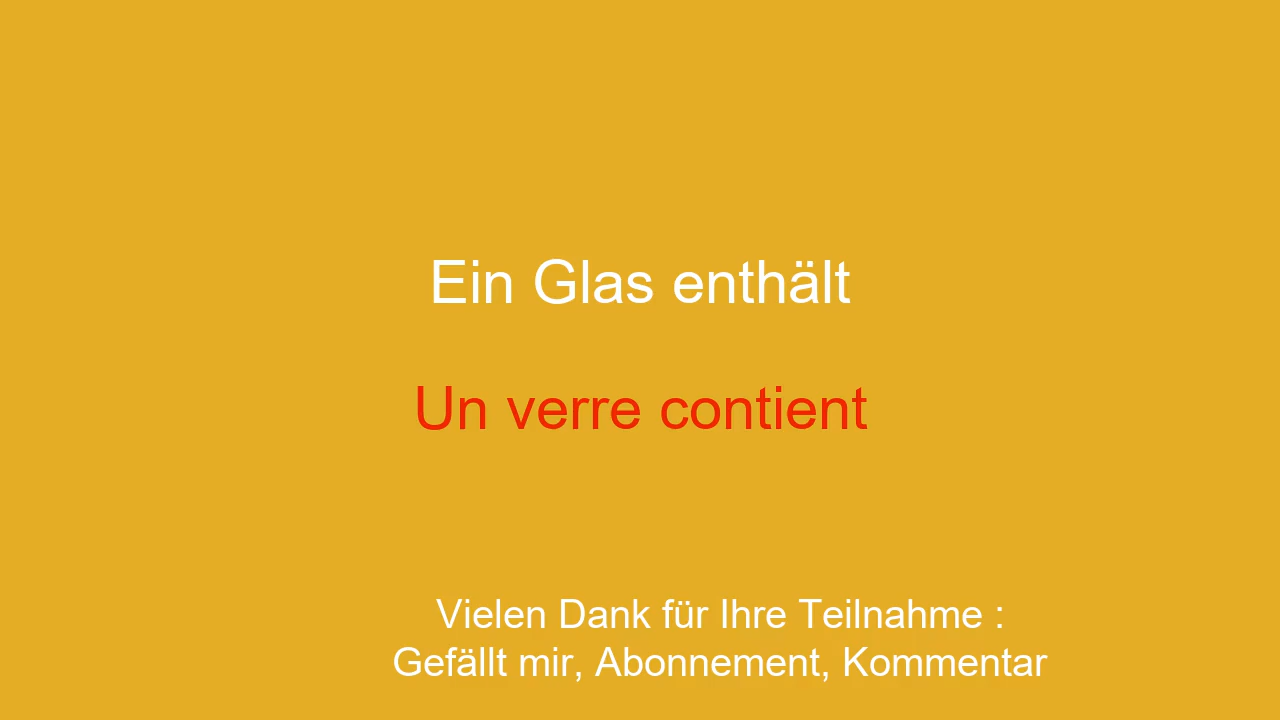 Ein Glas enthält
Un verre contient
Vielen Dank für Ihre Teilnahme :
Gefällt mir, Abonnement, Kommentar